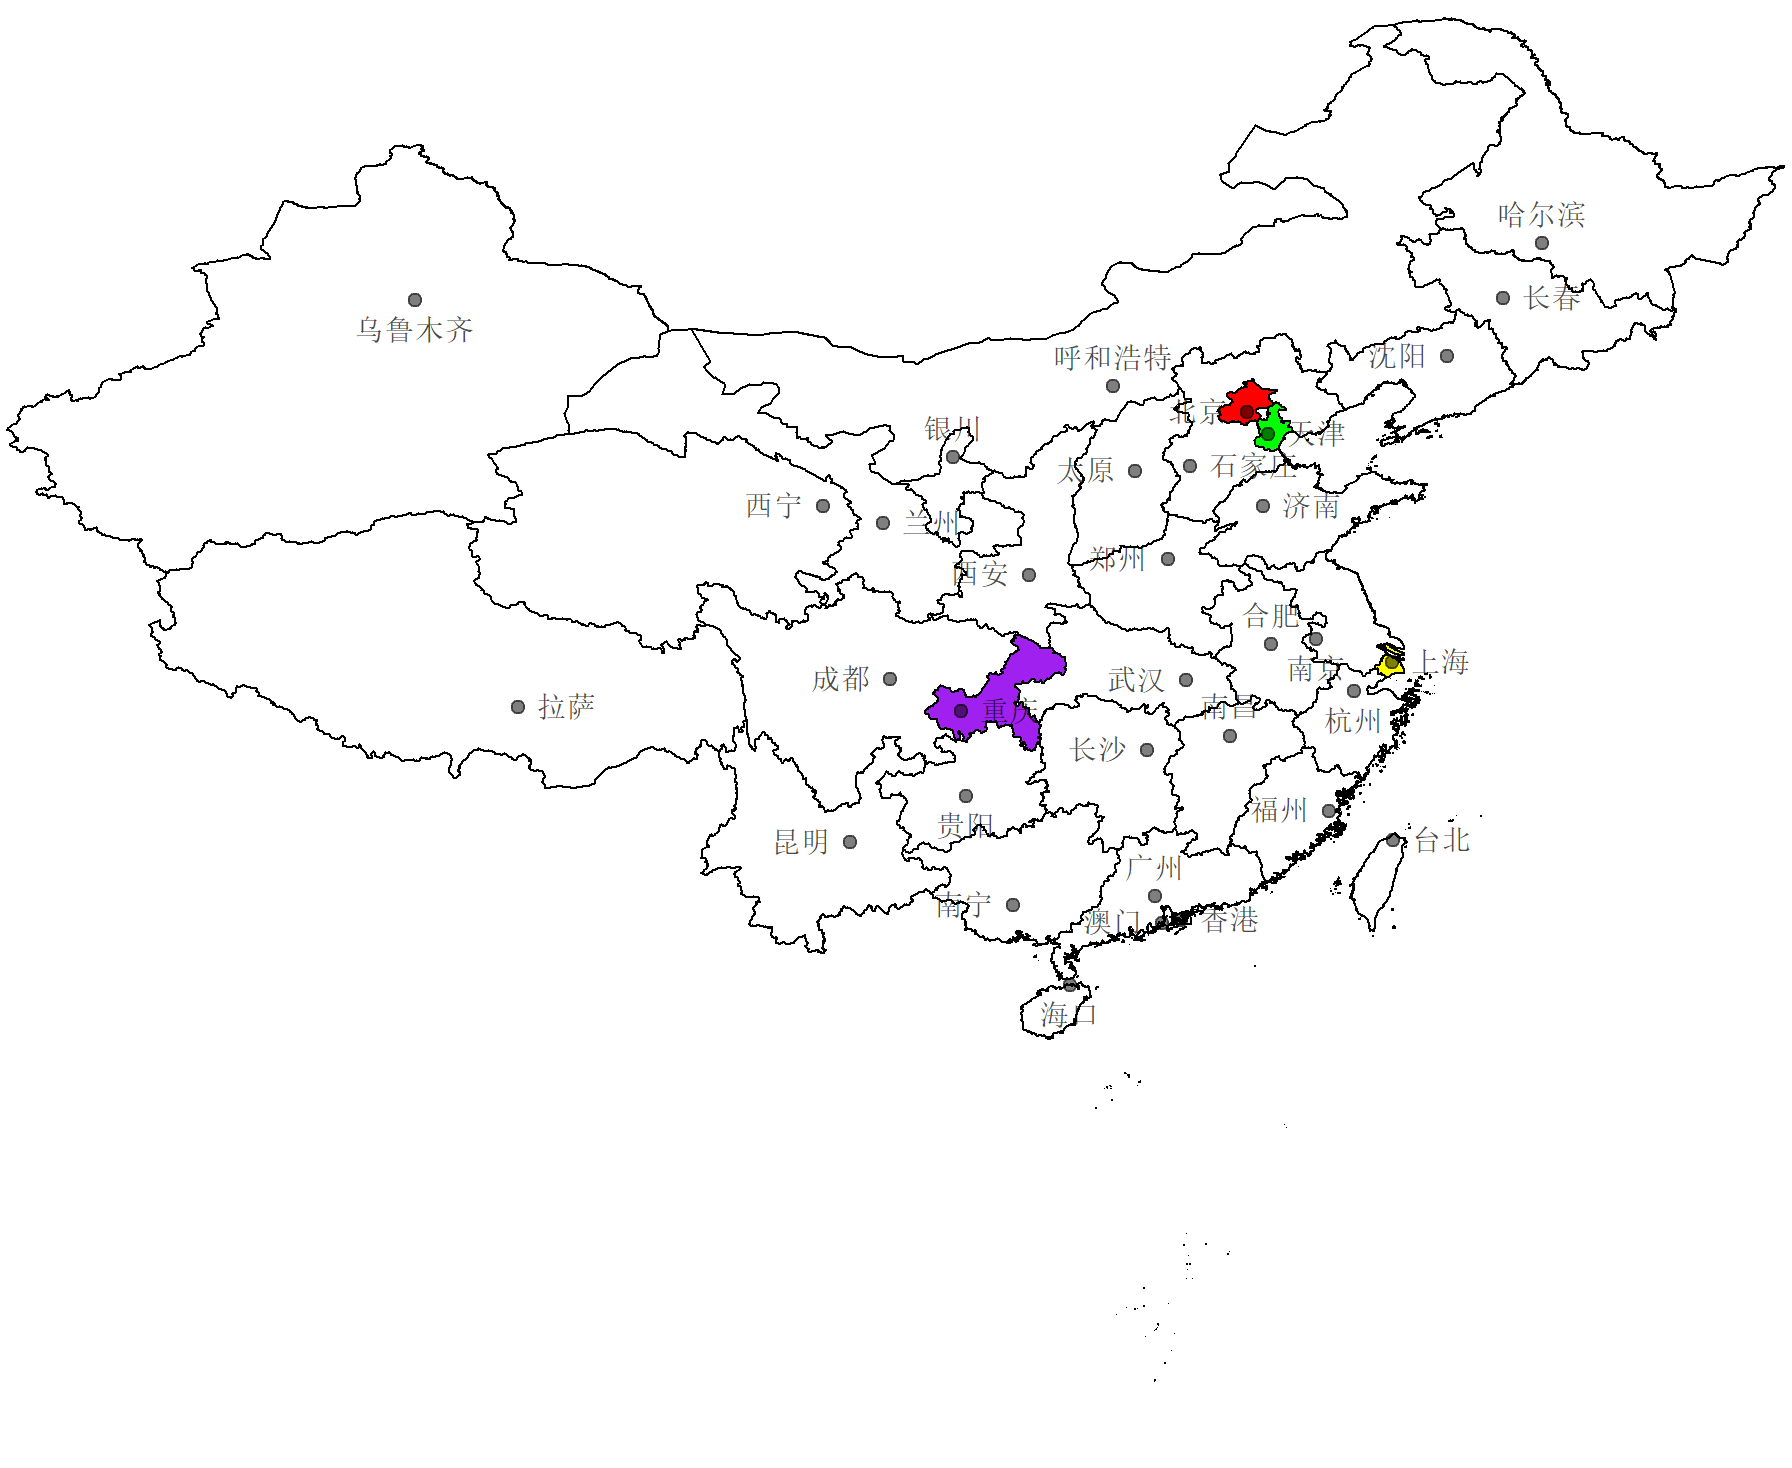 哈尔滨
长春
乌鲁木齐
沈阳
呼和浩特
北京
银川
天津
石家庄
太原
西宁
济南
兰州
郑州
西安
合肥
上海
南京
成都
武汉
拉萨
南昌
重庆
杭州
长沙
福州
贵阳
台北
昆明
广州
南宁
香港
澳门
海口